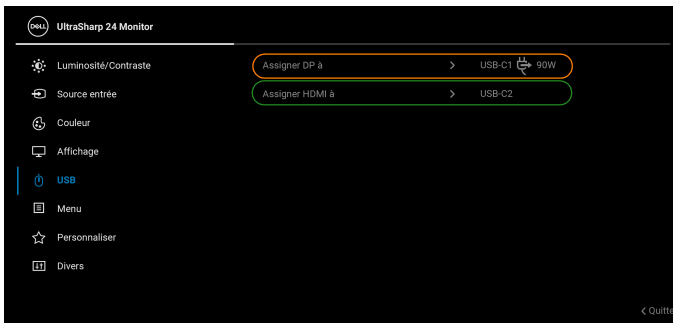 DELL UltraSharp 24 Monitor
Luminosité/Contraste
Assigner DP à > USB-C1 90W
Source entrée
Assigner HDMI à > USB-C2
Couleur
Affichage
USB
Menu
Personnaliser
Divers
< Quitte